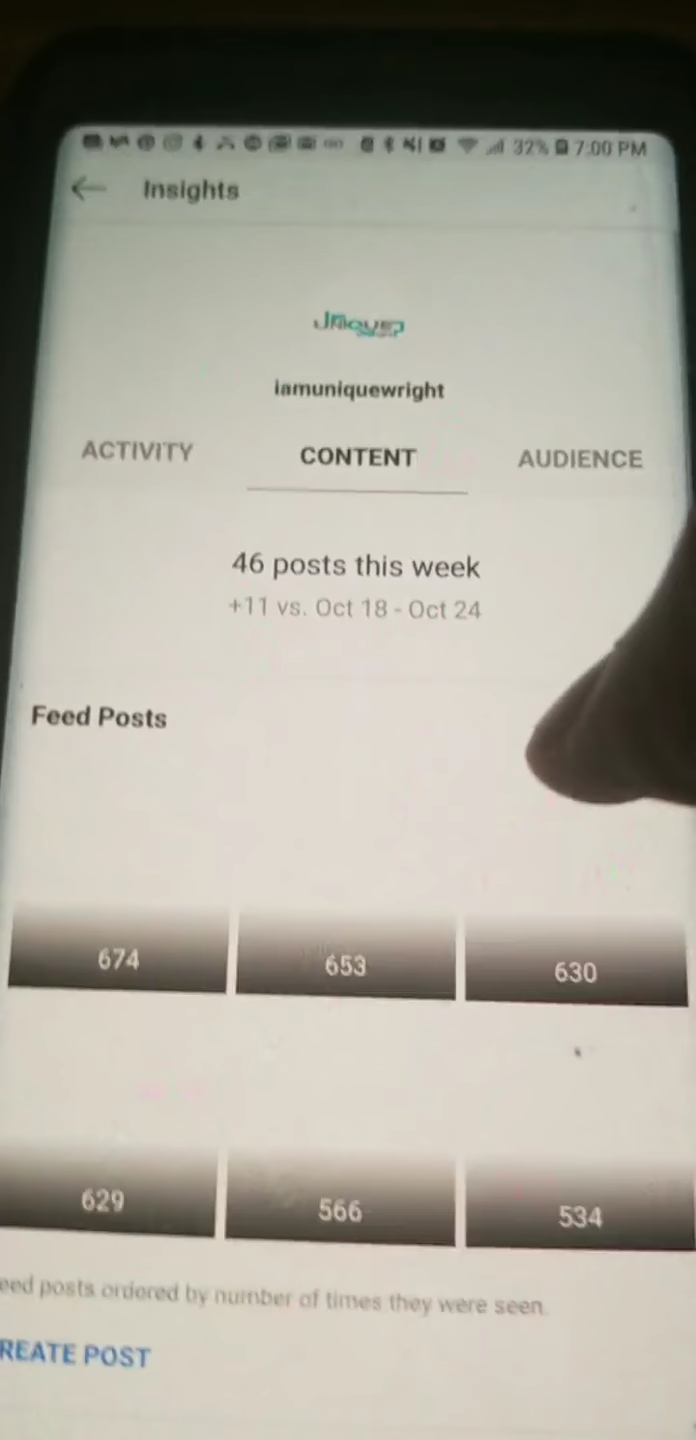 32% 7:00 PM
Insights
iamuniquewright
ACTIVITY CONTENT AUDIENCE
46 posts this week
+11 vs. Oct 18 - Oct 24
Feed Posts
674 653 630
629 566 534
eed posts ordered by number of times they were seen.
REATE POST